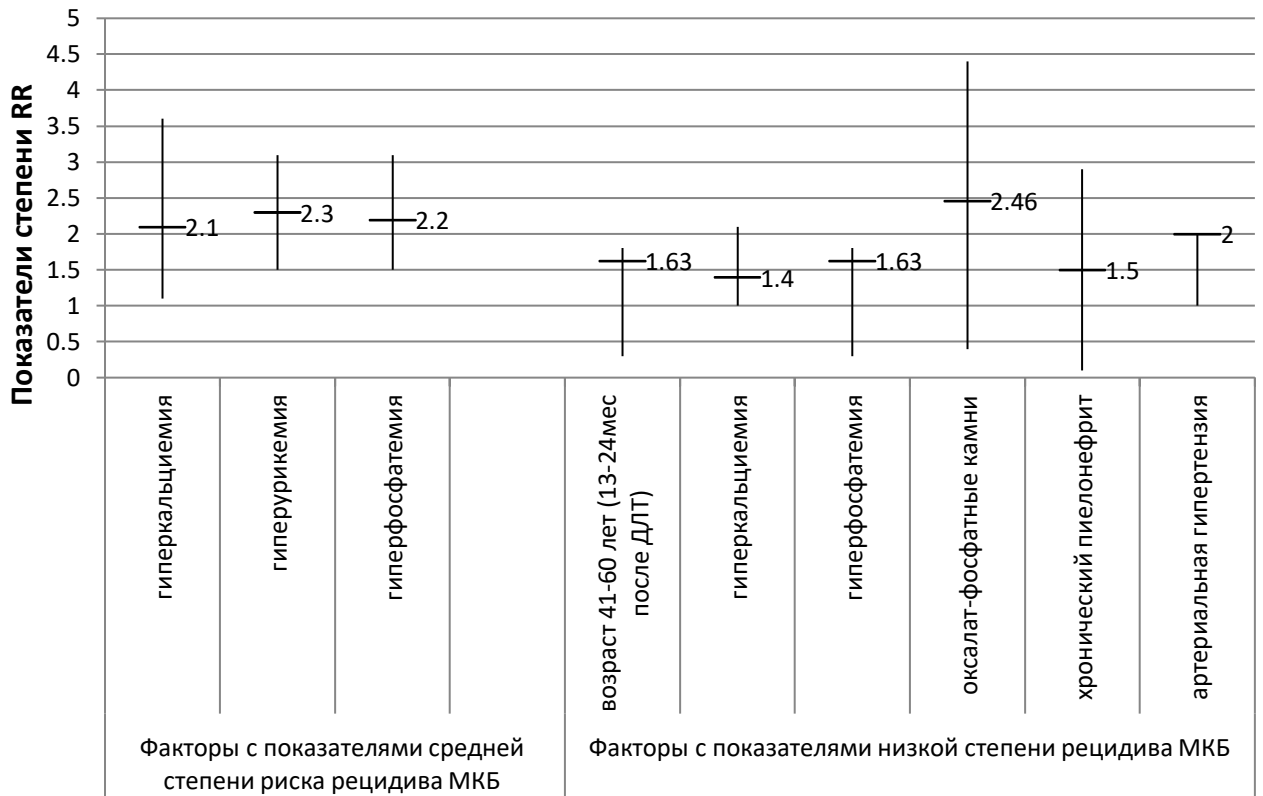 Показатели степени RR
5
4.5
4
3.5
3
2.5
2
1.5
1
0.5
0
2.1
2.3
2.2
1.63
1.4
1.63
2.46
1.5
2
гиперкальциемия
гиперурикемия
гиперфосфатемия
возраст 41-60 лет (13-24мес
после ДЛТ)
гиперкальциемия
гиперфосфатемия
оксалат-фосфатные камни
хронический пиелонефрит
артериальная гипертензия
Факторы с показателями средней
степени риска рецидива МКБ
Факторы с показателями низкой степени рецидива МКБ